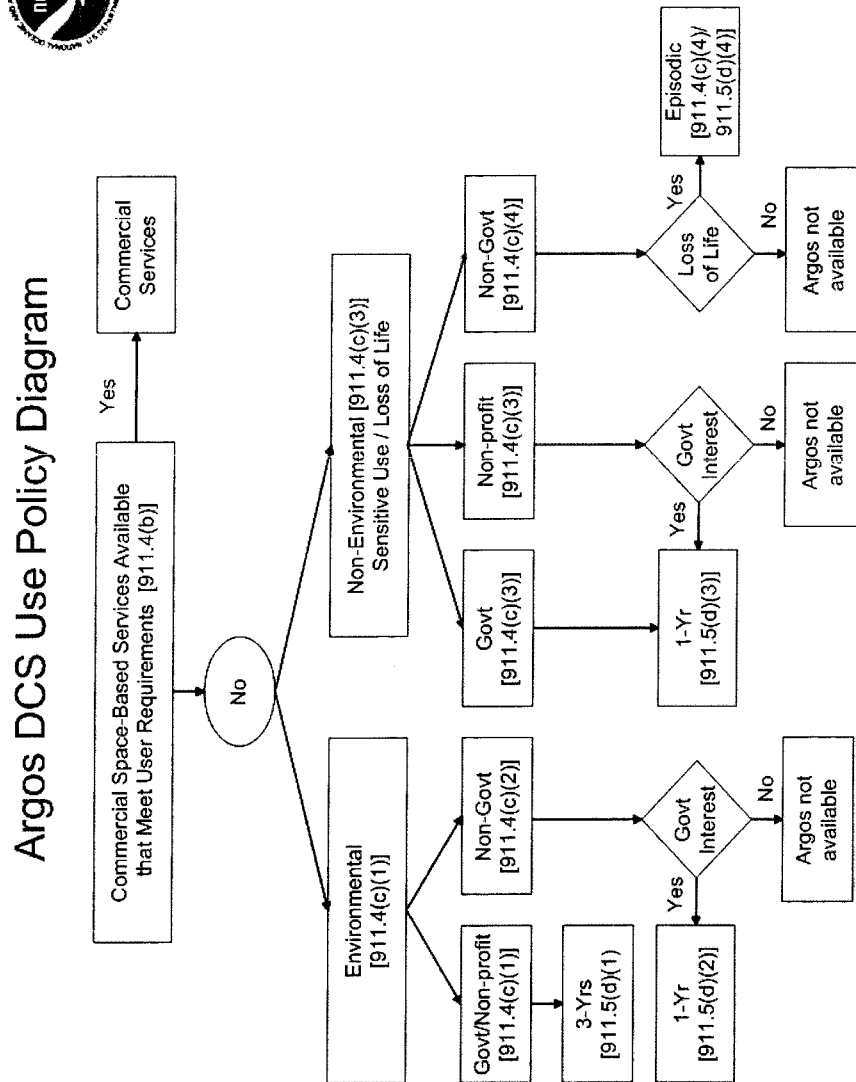 Argos DCS Use Policy Diagram
Commercial Space-Based Services Available
that Meet User Requirements [911.4(b)]
Yes
Commercial
Services
No
Environmental
[911.4(c)(1)]
Non-Environmental [911.4(c)(3)]
Sensitive Use / Loss of Life
Govt/Non-profit
[911.4(c)(1)]
Non-Govt
[911.4(c)(2)]
Govt
[911.4(c)(3)]
Non-profit
[911.4(c)(3)]
Non-Govt
[911.4(c)(4)]
3-Yrs
[911.5(d)(1)
1-Yr
[911.5(d)(2)]
Yes
Govt
Interest
No
Argos not
available
1-Yr
[911.5(d)(3)]
Yes
Govt
Interest
No
Argos not
available
Loss
of Life
Yes
Episodic
[911.4(c)(4)/
911.5(d)(4)]
No
Argos not
available
NATIONAL OCEANIC AND